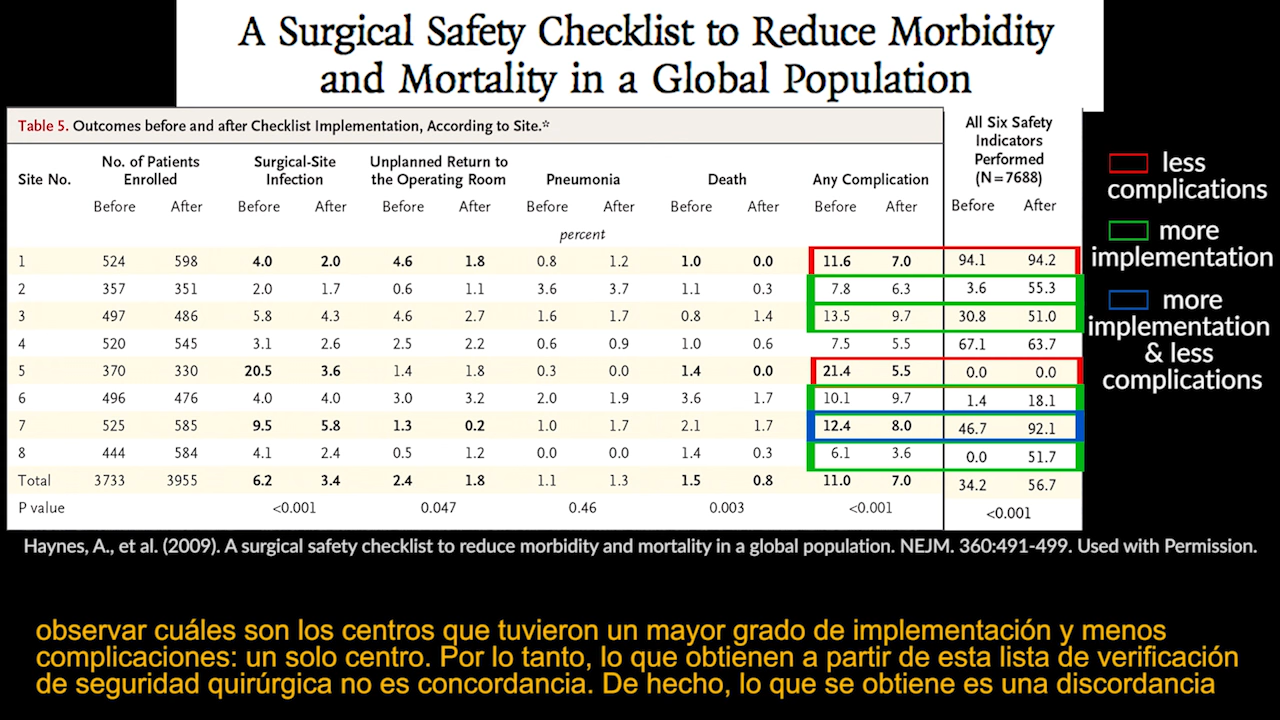 A Surgical Safety Checklist to Reduce Morbidity
and Mortality in a Global Population
Table 5. Outcomes before and after Checklist Implementation, According to Site.*
Site No. No. of Patients Enrolled Surgical-Site Infection Unplanned Return to the Operating Room Pneumonia Death Any Complication All Six Safety Indicators Performed (N=7688)
Before After Before After Before After Before After Before After Before After Before After
percent
1 524 598 4.0 2.0 4.6 1.8 0.8 1.2 1.0 0.0 11.6 7.0 94.1 94.2
2 357 351 2.0 1.7 0.6 1.1 3.6 3.7 1.1 0.3 7.8 6.3 3.6 55.3
3 497 486 5.8 4.3 4.6 2.7 1.6 1.7 0.8 1.4 13.5 9.7 30.8 51.0
4 520 545 3.1 2.6 2.5 2.2 0.6 0.9 1.0 0.6 7.5 5.5 67.1 63.7
5 370 330 20.5 3.6 1.4 1.8 0.3 0.0 1.4 0.0 21.4 5.5 0.0 0.0
6 496 476 4.0 4.0 3.0 3.2 2.0 1.9 3.6 1.7 10.1 9.7 1.4 18.1
7 525 585 9.5 5.8 1.3 0.2 1.0 1.7 2.1 1.7 12.4 8.0 46.7 92.1
8 444 584 4.1 2.4 0.5 1.2 0.0 0.0 1.4 0.3 6.1 3.6 0.0 51.7
Total 3733 3955 6.2 3.4 2.4 1.8 1.1 1.3 1.5 0.8 11.0 7.0 34.2 56.7
P value <0.001 0.047 0.46 0.003 <0.001 <0.001
less
complications
more
implementation
more
implementation
& less
complications
Haynes, A., et al. (2009). A surgical safety checklist to reduce morbidity and mortality in a global population. NEJM. 360:491-499. Used with Permission.
observar cuáles son los centros que tuvieron un mayor grado de implementación y menos
complicaciones: un solo centro. Por lo tanto, lo que obtienen a partir de esta lista de verificación
de seguridad quirúrgica no es concordancia. De hecho, lo que se obtiene es una discordancia